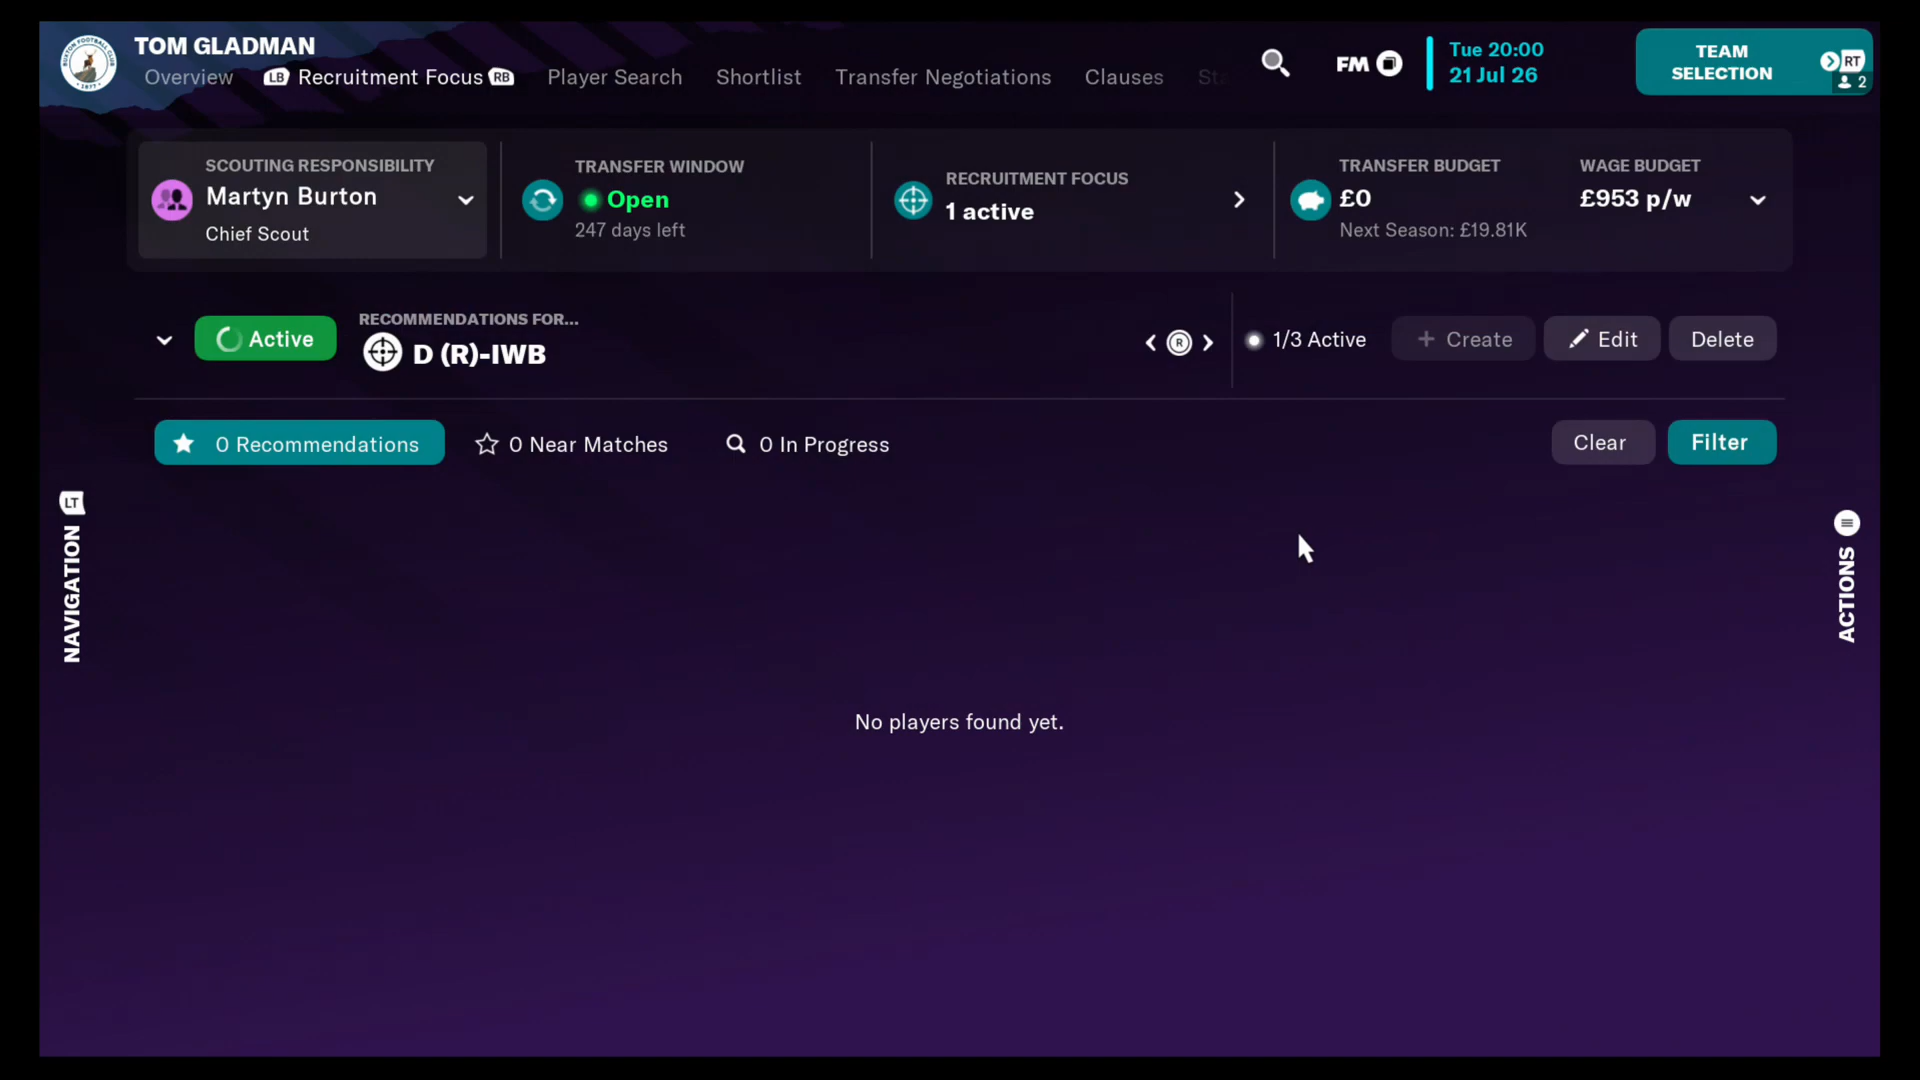 TOM GLADMAN
Overview LB Recruitment Focus RB Player Search Shortlist Transfer Negotiations Clauses
FM
Tue 20:00
21 Jul 26
TEAM
SELECTION
RT
2
SCOUTING RESPONSIBILITY
Martyn Burton
Chief Scout
TRANSFER WINDOW
Open
247 days left
RECRUITMENT FOCUS
1 active
TRANSFER BUDGET
£0
Next Season: £19.81K
WAGE BUDGET
£953 p/w
Active
RECOMMENDATIONS FOR...
D (R)-IWB
R
1/3 Active
+ Create
Edit
Delete
0 Recommendations
0 Near Matches
0 In Progress
Clear
Filter
LT
NAVIGATION
ACTIONS
No players found yet.